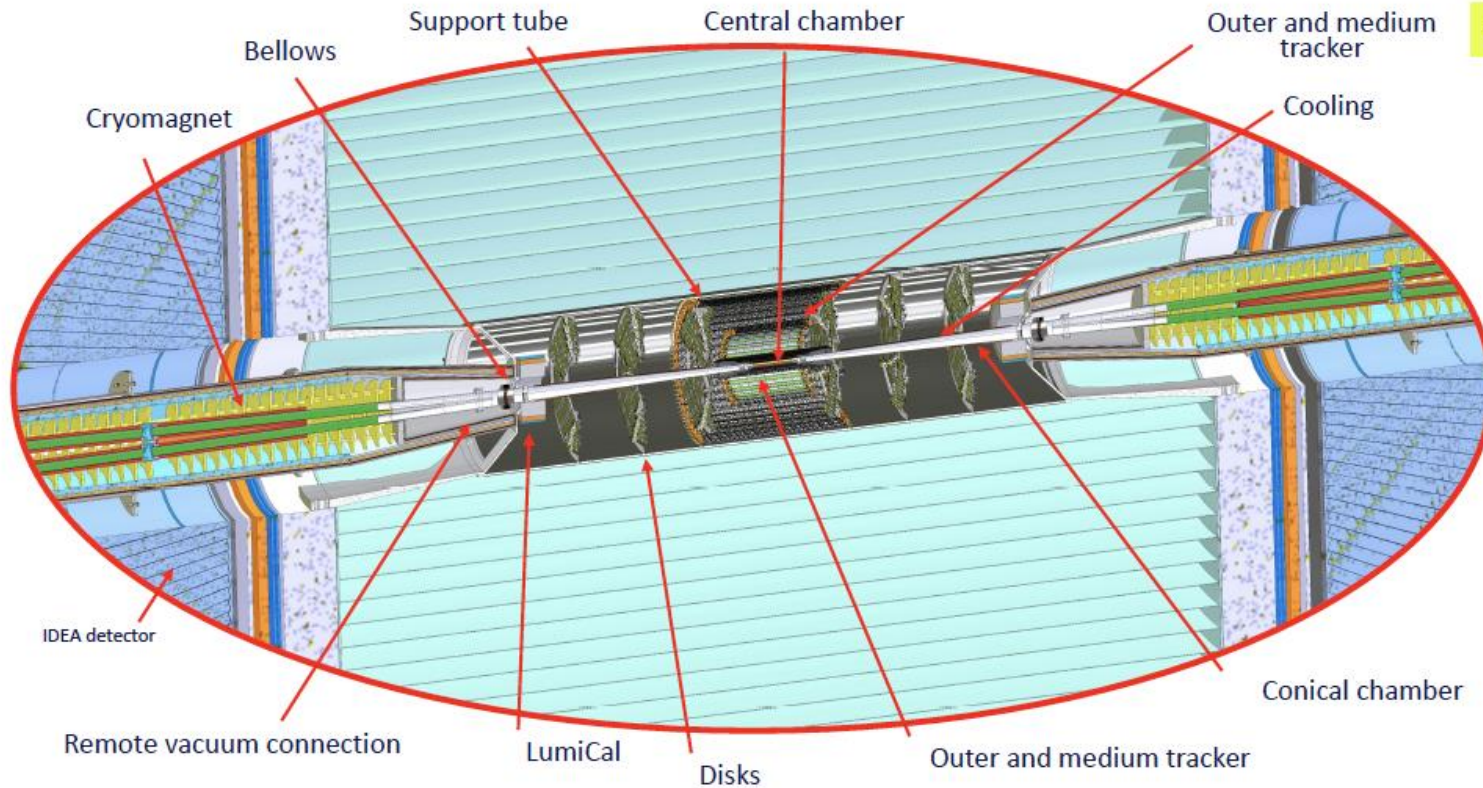 Support tube
Central chamber
Outer and medium
tracker
Bellows
Cryomagnet
Cooling
IDEA detector
Conical chamber
Remote vacuum connection
LumiCal
Disks
Outer and medium tracker